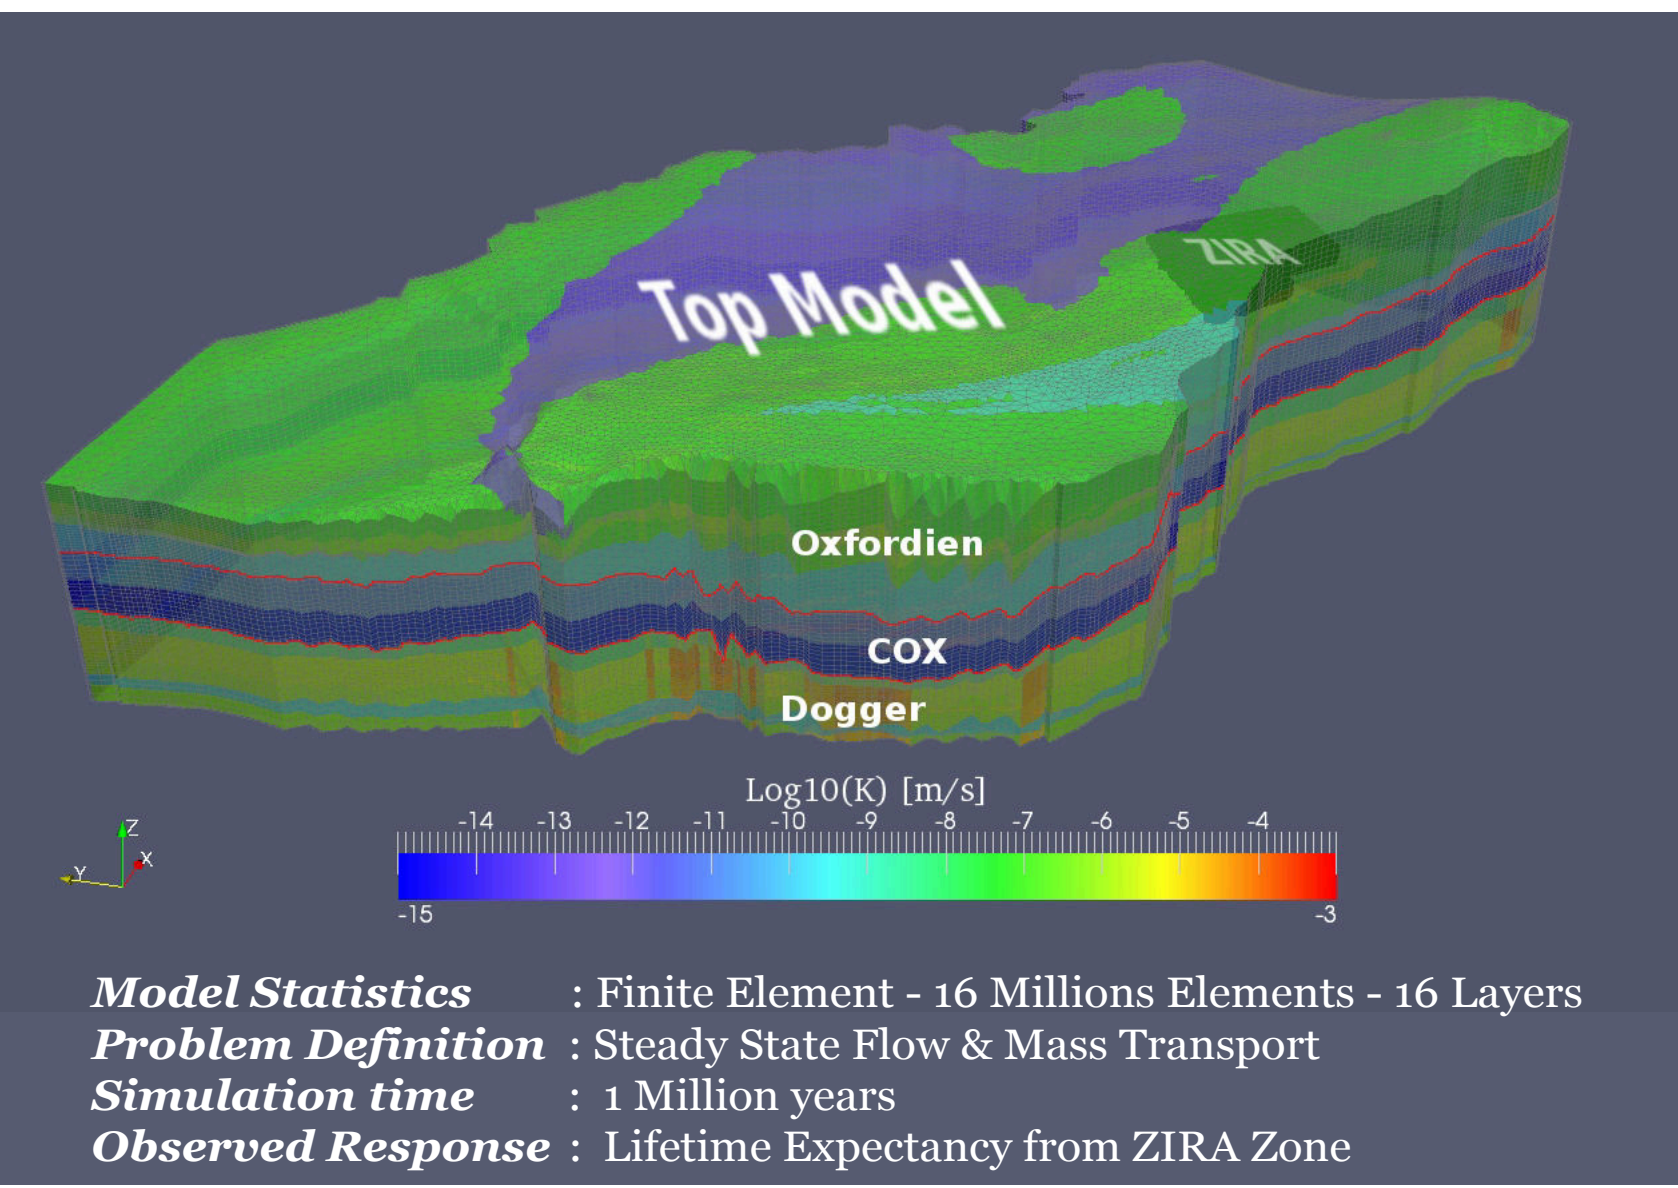 ZIRA
Top Model
Oxfordien
COX
Dogger
Log10(K) [m/s]
-14 -13 -12 -11 -10 -9 -8 -7 -6 -5 -4
-15 -3
Z
X
Y
Model Statistics : Finite Element - 16 Millions Elements - 16 Layers
Problem Definition : Steady State Flow & Mass Transport
Simulation time : 1 Million years
Observed Response : Lifetime Expectancy from ZIRA Zone